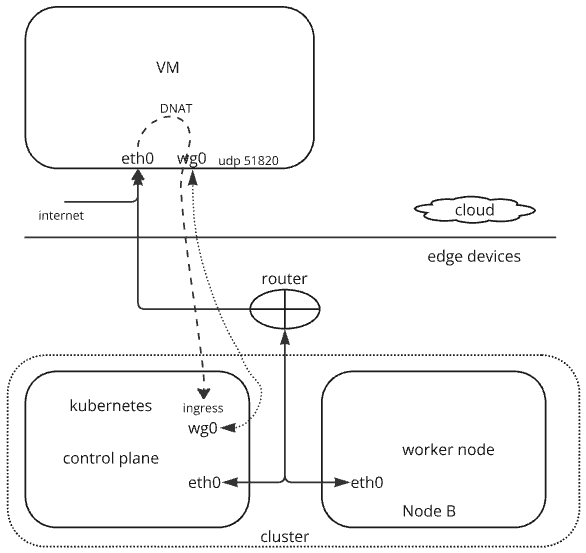 VM
DNAT
eth0
wg0
udp 51820
internet
cloud
edge devices
router
kubernetes
ingress
wg0
control plane
worker node
eth0
eth0
Node B
cluster